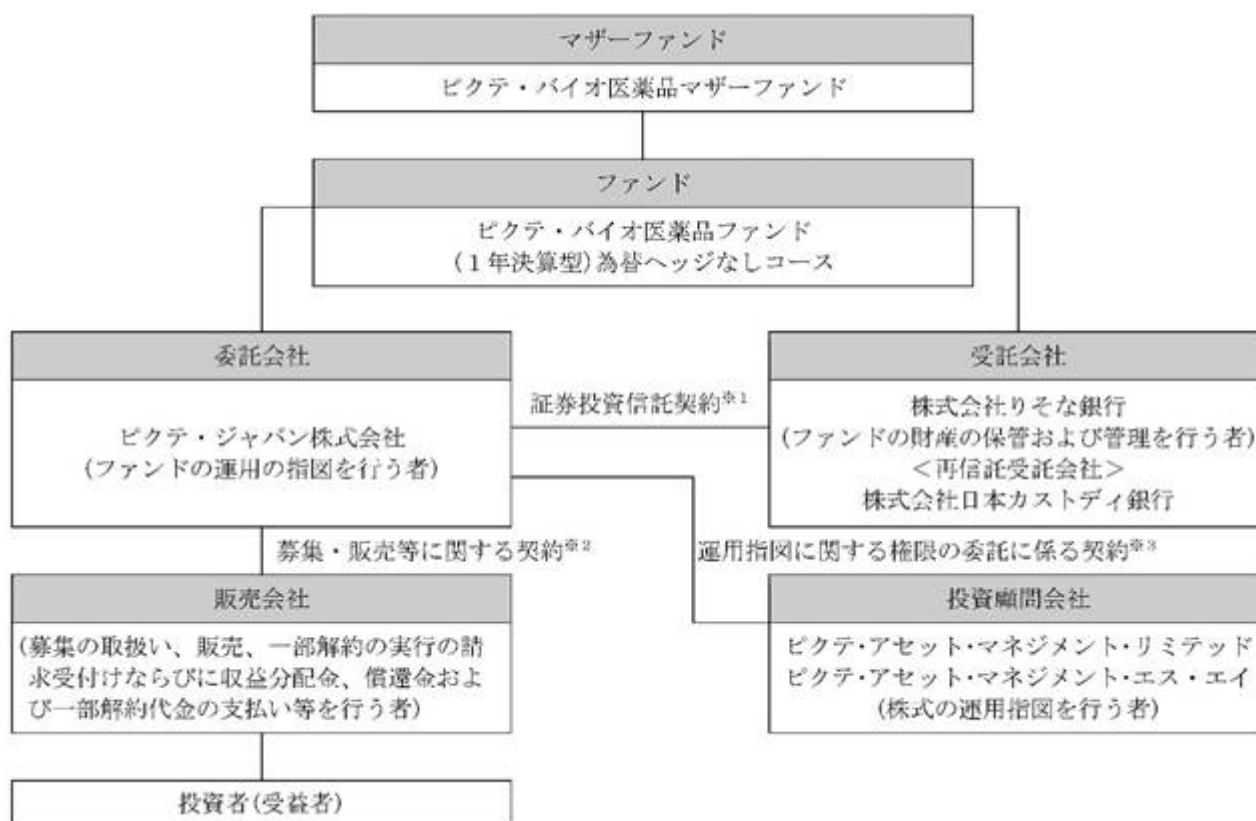 マザーファンド
ピクテ・バイオ医薬品マザーファンド
ファンド
ピクテ・バイオ医薬品ファンド
(1年決算型)為替ヘッジなしコース
委託会社
ピクテ・ジャパン株式会社
(ファンドの運用の指図を行う者)
証券投資信託契約※1
受託会社
株式会社りそな銀行
(ファンドの財産の保管および管理を行う者)
<再信託受託会社>
株式会社日本カストディ銀行
募集・販売等に関する契約※2
運用指図に関する権限の委託に係る契約※3
販売会社
(募集の取扱い、販売、一部解約の実行の請
求受付けならびに収益分配金、償還金およ
び一部解約代金の支払い等を行う者)
投資顧問会社
ピクテ・アセット・マネジメント・リミテッド
ピクテ・アセット・マネジメント・エス・エイ
(株式の運用指図を行う者)
投資者(受益者)